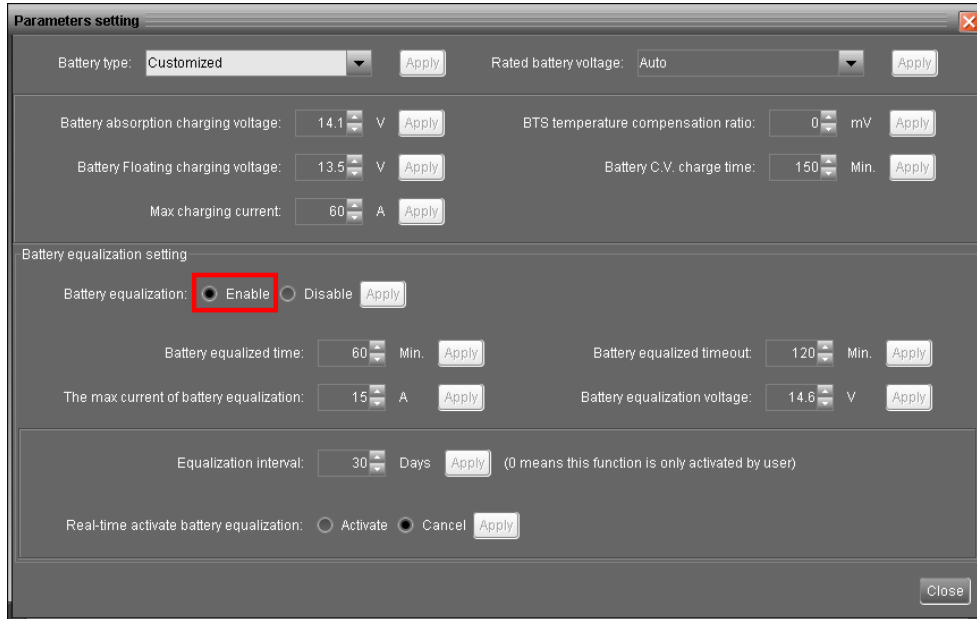 Parameters setting
Battery type: Customized Apply Rated battery voltage: Auto Apply
Battery absorption charging voltage: 14.1 V Apply BTS temperature compensation ratio: 0 mV Apply
Battery Floating charging voltage: 13.5 V Apply Battery C.V. charge time: 150 Min. Apply
Max charging current: 60 A Apply
Battery equalization setting
Battery equalization: Enable Disable Apply
Battery equalized time: 60 Min. Apply Battery equalized timeout: 120 Min. Apply
The max current of battery equalization: 15 A Apply Battery equalization voltage: 14.6 V Apply
Equalization interval: 30 Days Apply (0 means this function is only activated by user)
Real-time activate battery equalization: Activate Cancel Apply
Close